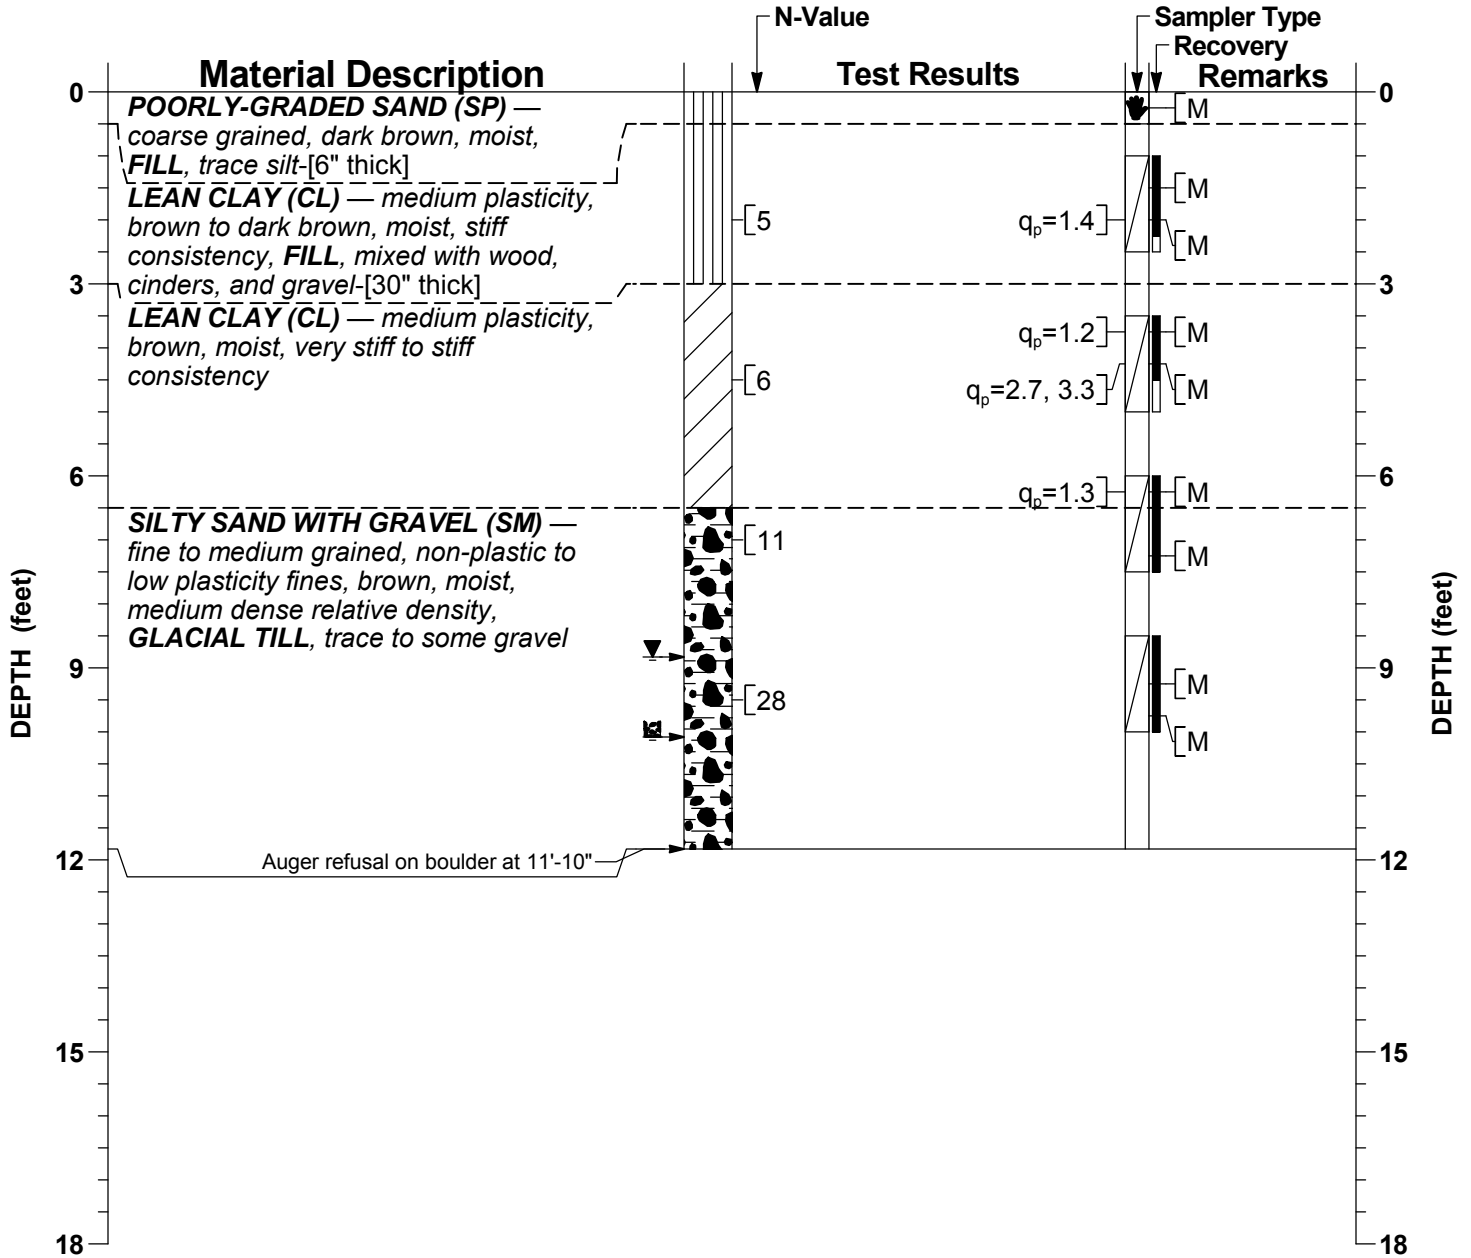 N-Value
Sampler Type
Recovery
Material Description
Test Results
Remarks
0
0
POORLY-GRADED SAND (SP) —
coarse grained, dark brown, moist,
FILL, trace silt-[6" thick]
M
LEAN CLAY (CL) — medium plasticity,
brown to dark brown, moist, stiff
consistency, FILL, mixed with wood,
cinders, and gravel-[30" thick]
5
qp=1.4
M
M
3
3
LEAN CLAY (CL) — medium plasticity,
brown, moist, very stiff to stiff
consistency
6
qp=1.2
M
qp=2.7, 3.3
M
6
6
qp=1.3
M
SILTY SAND WITH GRAVEL (SM) —
fine to medium grained, non-plastic to
low plasticity fines, brown, moist,
medium dense relative density,
GLACIAL TILL, trace to some gravel
11
M
DEPTH (feet)
DEPTH (feet)
9
9
28
M
M
Auger refusal on boulder at 11'-10"
12
12
15
15
18
18